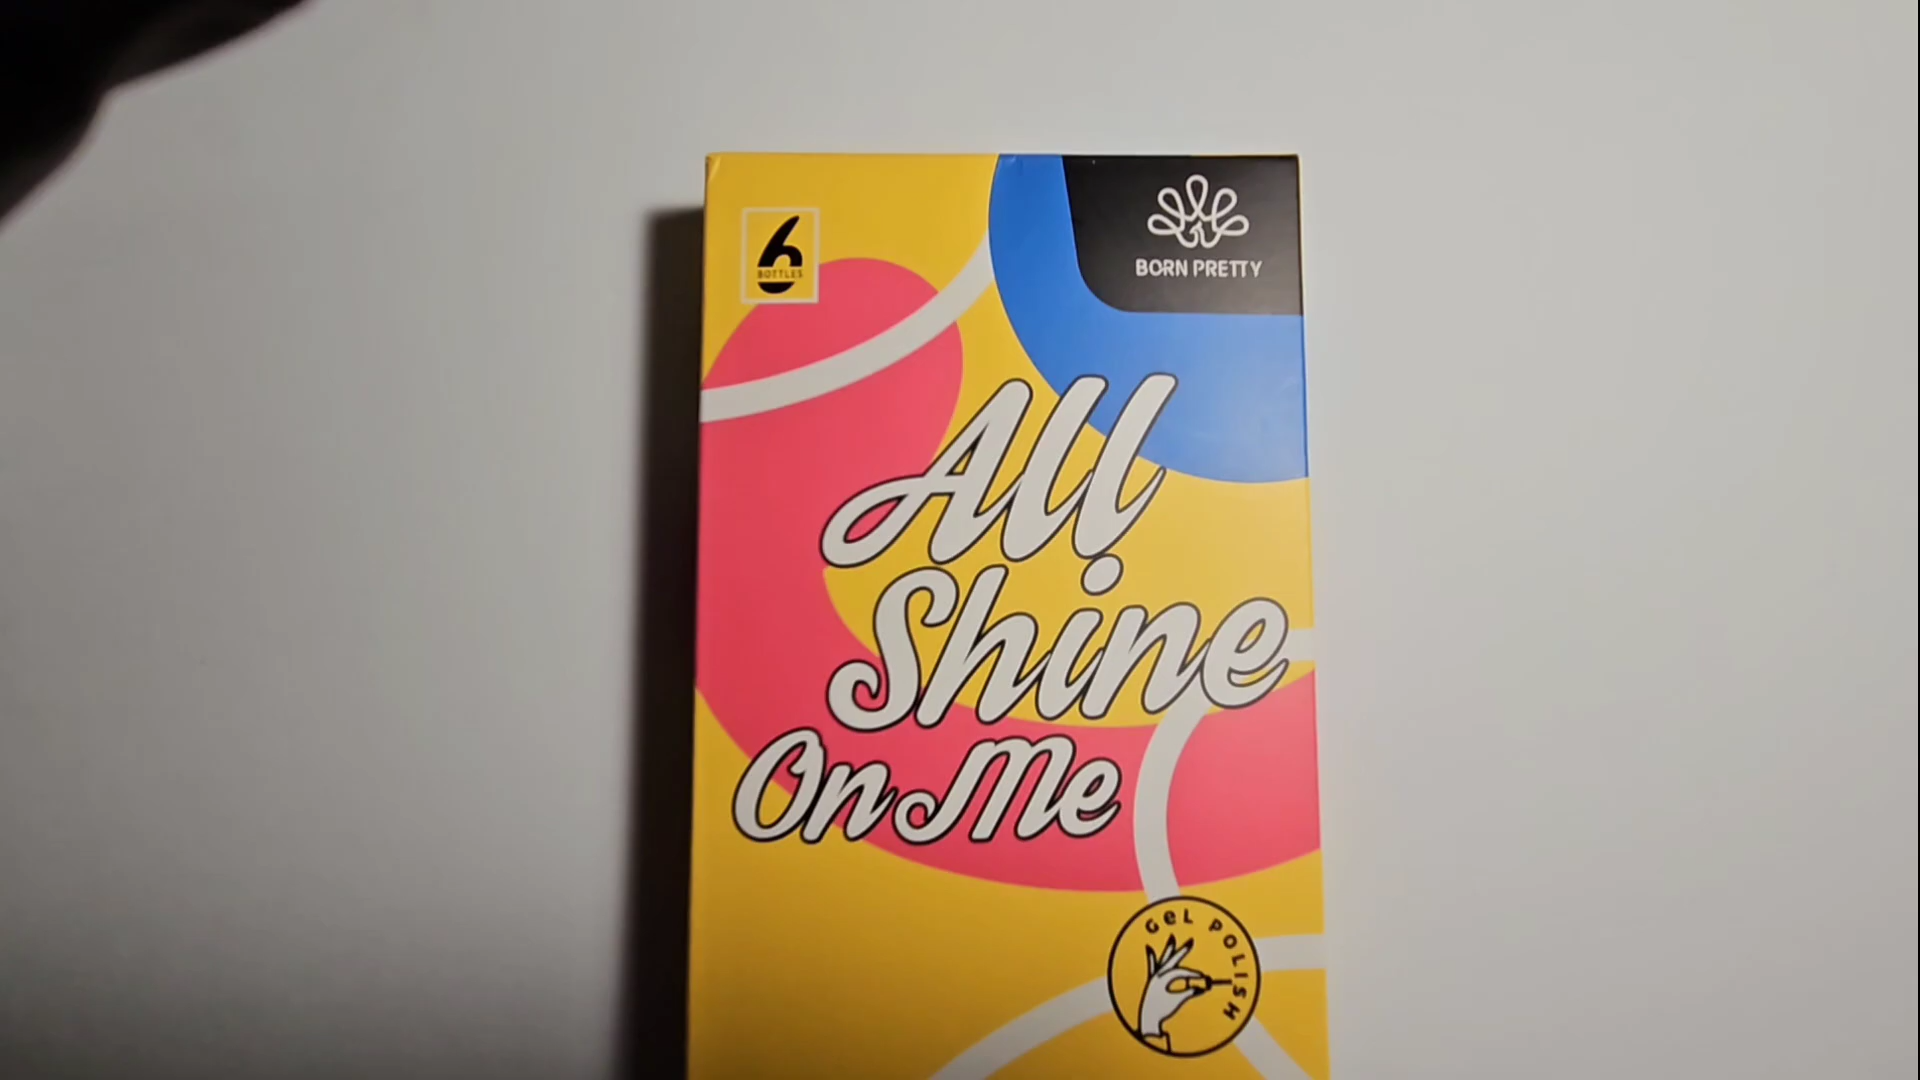 6
BOTTLES
BORN PRETTY
All
Shine
On Me
GeL POLISH